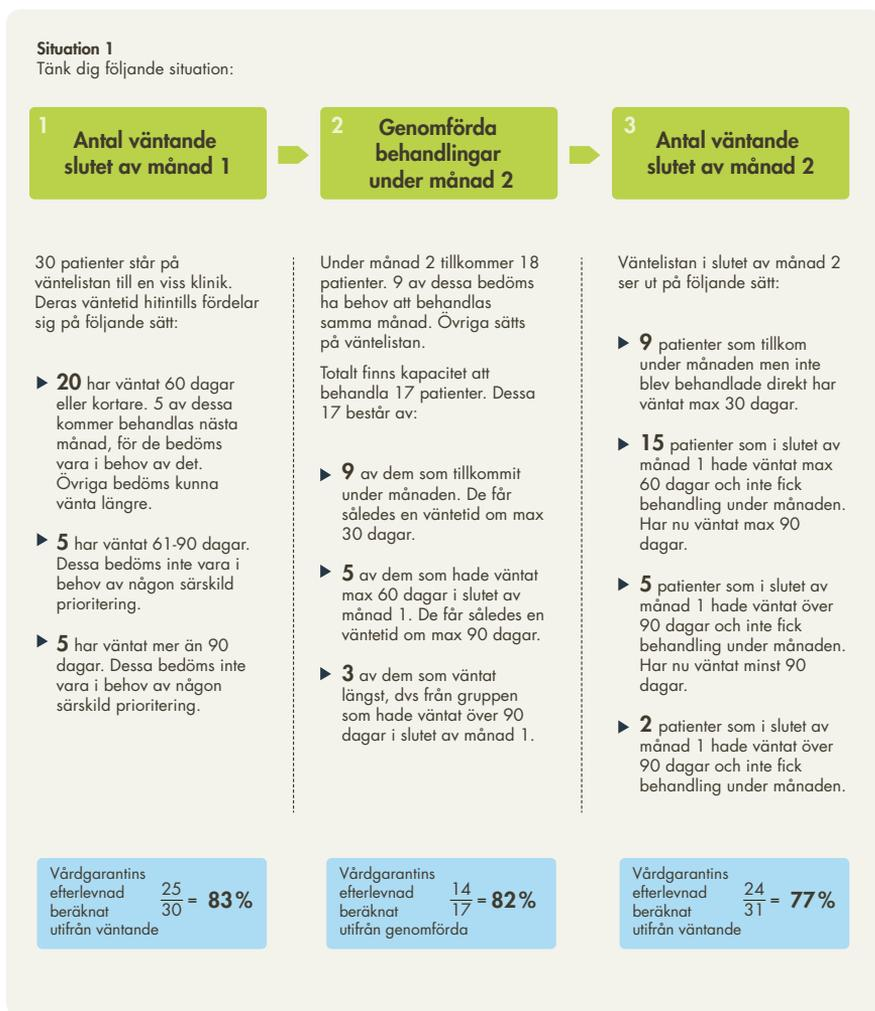 Situation 1
Tänk dig följande situation:
1
Antal väntande
slutet av månad 1
2
Genomförda
behandlingar
under månad 2
3
Antal väntande
slutet av månad 2
30 patienter står på
väntelistan till en viss klinik.
Deras väntetid hitintills fördelar
sig på följande sätt:
20 har väntat 60 dagar
eller kortare. 5 av dessa
kommer behandlas nästa
månad, för de bedöms
vara i behov av det.
Övriga bedöms kunna
vänta längre.
5 har väntat 61-90 dagar.
Dessa bedöms inte vara i
behov av någon särskild
prioritering.
5 har väntat mer än 90
dagar. Dessa bedöms inte
vara i behov av någon
särskild prioritering.
Under månad 2 tillkommer 18
patienter. 9 av dessa bedöms
ha behov att behandlas
samma månad. Övriga sätts
på väntelistan.
Totalt finns kapacitet att
behandla 17 patienter. Dessa
17 består av:
9 av dem som tillkommit
under månaden. De får
således en väntetid om max
30 dagar.
5 av dem som hade väntat
max 60 dagar i slutet av
månad 1. De får således en
väntetid om max 90 dagar.
3 av dem som väntat
längst, dvs från gruppen
som hade väntat över 90
dagar i slutet av månad 1.
Väntelistan i slutet av månad 2
ser ut på följande sätt:
9 patienter som tillkom
under månaden men inte
blev behandlade direkt har
väntat max 30 dagar.
15 patienter som i slutet av
månad 1 hade väntat max
60 dagar och inte fick
behandling under månaden.
Har nu väntat max 90
dagar.
5 patienter som i slutet av
månad 1 hade väntat över
90 dagar och inte fick
behandling under månaden.
Har nu väntat minst 90
dagar.
2 patienter som i slutet av
månad 1 hade väntat över
90 dagar och inte fick
behandling under månaden.
Vårdgarantins
efterlevnad
beräknat
utifrån väntande
25/30 = 83 %
Vårdgarantins
efterlevnad
beräknat
utifrån genomförda
14/17 = 82 %
Vårdgarantins
efterlevnad
beräknat
utifrån väntande
24/31 = 77 %